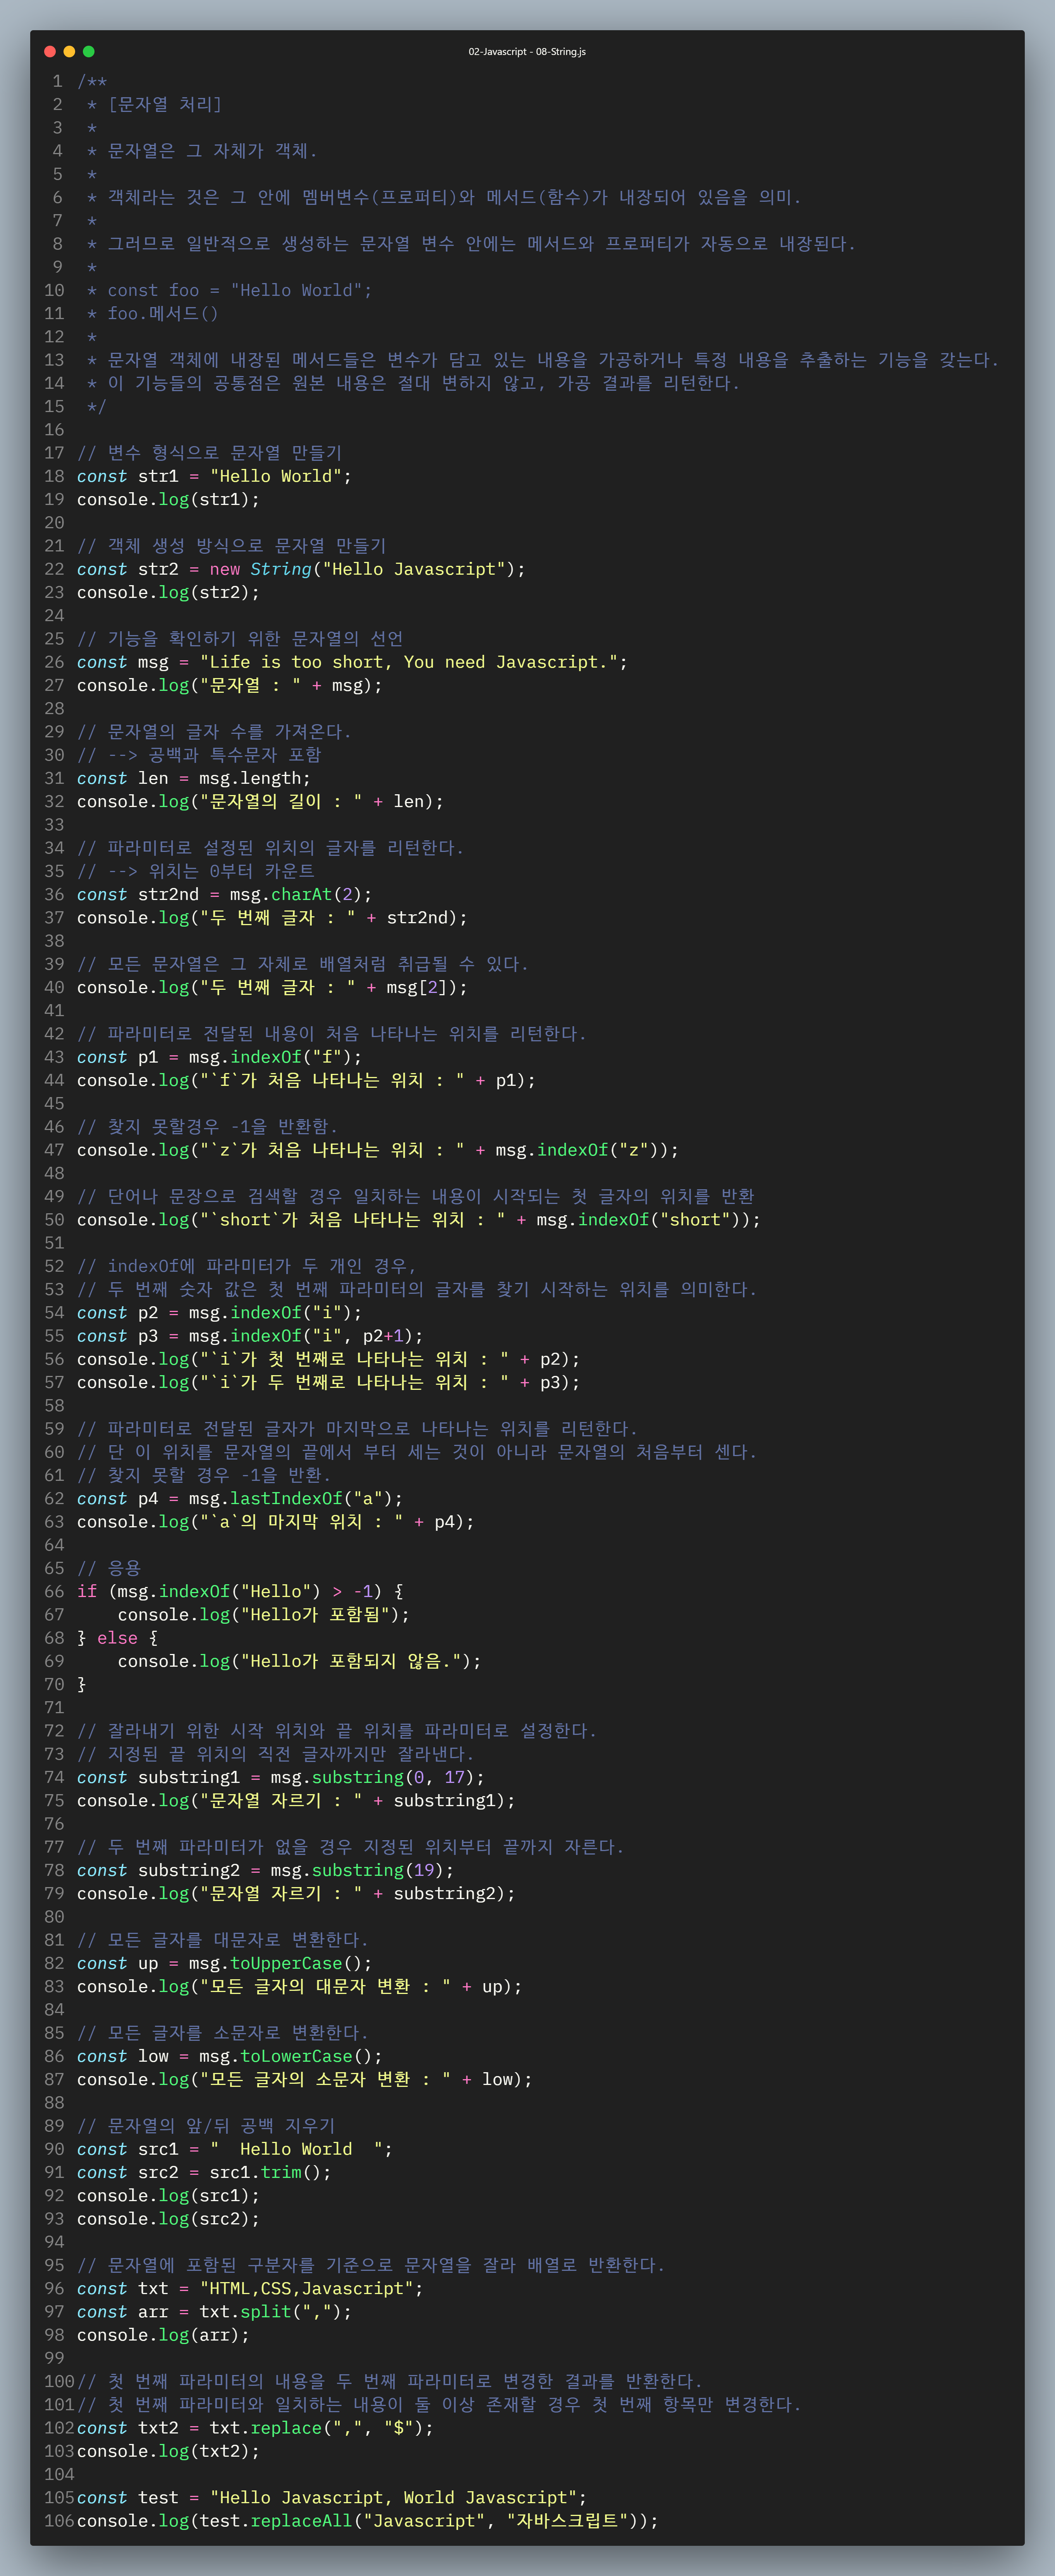 02-Javascript - 08-String.js
1 /**
2  * [문자열 처리]
3  *
4  * 문자열은 그 자체가 객체.
5  *
6  * 객체라는 것은 그 안에 멤버변수(프로퍼티)와 메서드(함수)가 내장되어 있음을 의미.
7  *
8  * 그러므로 일반적으로 생성하는 문자열 변수 안에는 메서드와 프로퍼티가 자동으로 내장된다.
9  *
10  * const foo = "Hello World";
11  * foo.메서드()
12  *
13  * 문자열 객체에 내장된 메서드들은 변수가 담고 있는 내용을 가공하거나 특정 내용을 추출하는 기능을 갖는다.
14  * 이 기능들의 공통점은 원본 내용은 절대 변하지 않고, 가공 결과를 리턴한다.
15  */
16
17 // 변수 형식으로 문자열 만들기
18 const str1 = "Hello World";
19 console.log(str1);
20
21 // 객체 생성 방식으로 문자열 만들기
22 const str2 = new String("Hello Javascript");
23 console.log(str2);
24
25 // 기능을 확인하기 위한 문자열의 선언
26 const msg = "Life is too short, You need Javascript.";
27 console.log("문자열 : " + msg);
28
29 // 문자열의 글자 수를 가져온다.
30 // --> 공백과 특수문자 포함
31 const len = msg.length;
32 console.log("문자열의 길이 : " + len);
33
34 // 파라미터로 설정된 위치의 글자를 리턴한다.
35 // --> 위치는 0부터 카운트
36 const str2nd = msg.charAt(2);
37 console.log("두 번째 글자 : " + str2nd);
38
39 // 모든 문자열은 그 자체로 배열처럼 취급될 수 있다.
40 console.log("두 번째 글자 : " + msg[2]);
41
42 // 파라미터로 전달된 내용이 처음 나타나는 위치를 리턴한다.
43 const p1 = msg.indexOf("f");
44 console.log("`f`가 처음 나타나는 위치 : " + p1);
45
46 // 찾지 못할경우 -1을 반환함.
47 console.log("`z`가 처음 나타나는 위치 : " + msg.indexOf("z"));
48
49 // 단어나 문장으로 검색할 경우 일치하는 내용이 시작되는 첫 글자의 위치를 반환
50 console.log("`short`가 처음 나타나는 위치 : " + msg.indexOf("short"));
51
52 // indexOf에 파라미터가 두 개인 경우,
53 // 두 번째 숫자 값은 첫 번째 파라미터의 글자를 찾기 시작하는 위치를 의미한다.
54 const p2 = msg.indexOf("i");
55 const p3 = msg.indexOf("i", p2+1);
56 console.log("`i`가 첫 번째로 나타나는 위치 : " + p2);
57 console.log("`i`가 두 번째로 나타나는 위치 : " + p3);
58
59 // 파라미터로 전달된 글자가 마지막으로 나타나는 위치를 리턴한다.
60 // 단 이 위치를 문자열의 끝에서 부터 세는 것이 아니라 문자열의 처음부터 센다.
61 // 찾지 못할 경우 -1을 반환.
62 const p4 = msg.lastIndexOf("a");
63 console.log("`a`의 마지막 위치 : " + p4);
64
65 // 응용
66 if (msg.indexOf("Hello") > -1) {
67     console.log("Hello가 포함됨");
68 } else {
69     console.log("Hello가 포함되지 않음.");
70 }
71
72 // 잘라내기 위한 시작 위치와 끝 위치를 파라미터로 설정한다.
73 // 지정된 끝 위치의 직전 글자까지만 잘라낸다.
74 const substring1 = msg.substring(0, 17);
75 console.log("문자열 자르기 : " + substring1);
76
77 // 두 번째 파라미터가 없을 경우 지정된 위치부터 끝까지 자른다.
78 const substring2 = msg.substring(19);
79 console.log("문자열 자르기 : " + substring2);
80
81 // 모든 글자를 대문자로 변환한다.
82 const up = msg.toUpperCase();
83 console.log("모든 글자의 대문자 변환 : " + up);
84
85 // 모든 글자를 소문자로 변환한다.
86 const low = msg.toLowerCase();
87 console.log("모든 글자의 소문자 변환 : " + low);
88
89 // 문자열의 앞/뒤 공백 지우기
90 const src1 = "  Hello World  ";
91 const src2 = src1.trim();
92 console.log(src1);
93 console.log(src2);
94
95 // 문자열에 포함된 구분자를 기준으로 문자열을 잘라 배열로 반환한다.
96 const txt = "HTML,CSS,Javascript";
97 const arr = txt.split(",");
98 console.log(arr);
99
100 // 첫 번째 파라미터의 내용을 두 번째 파라미터로 변경한 결과를 반환한다.
101 // 첫 번째 파라미터와 일치하는 내용이 둘 이상 존재할 경우 첫 번째 항목만 변경한다.
102 const txt2 = txt.replace(",", "$");
103 console.log(txt2);
104
105 const test = "Hello Javascript, World Javascript";
106 console.log(test.replaceAll("Javascript", "자바스크립트"));